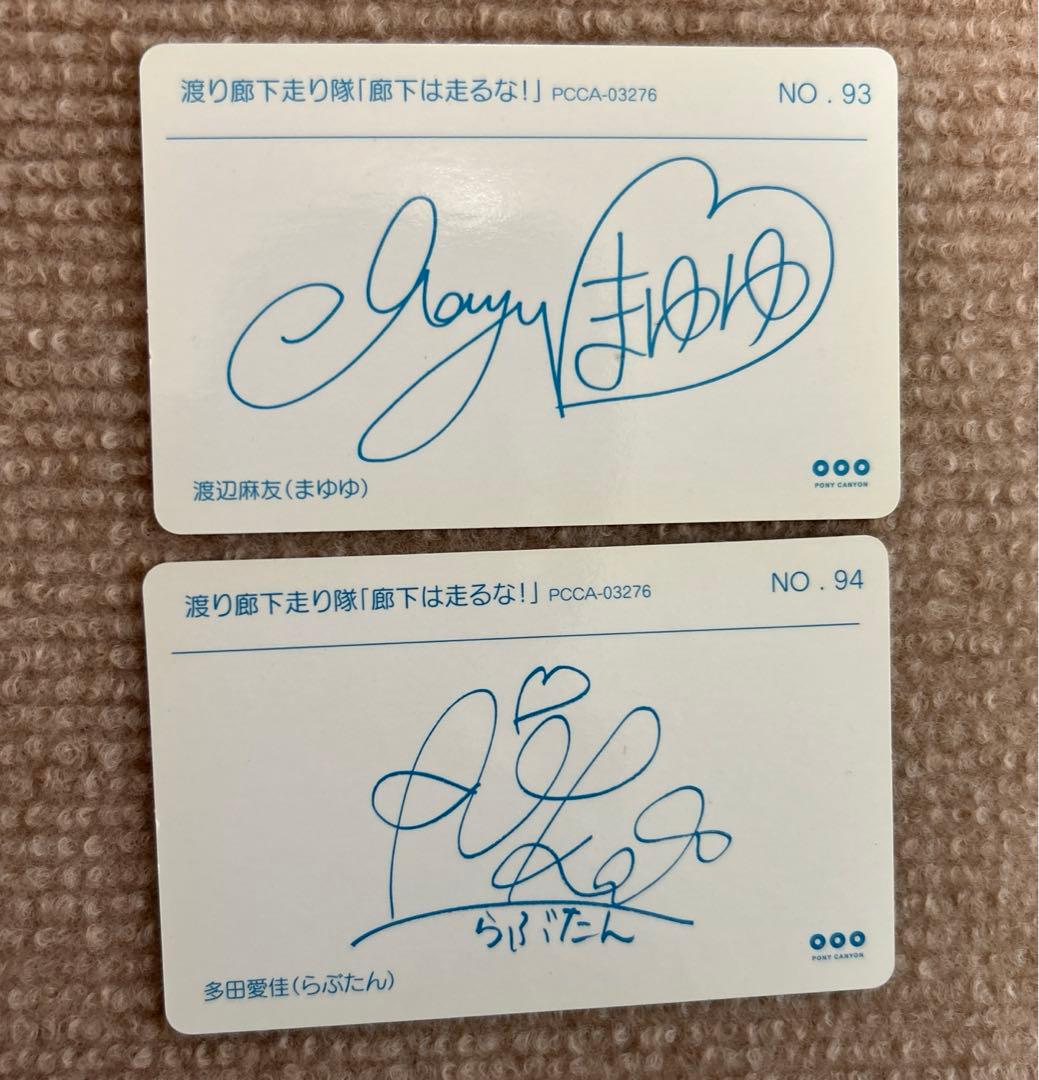 渡り廊下走り隊「廊下は走るな!」 PCCA-03276 NO . 93
Mayu まゆゆ
渡辺麻友(まゆゆ)
PONY CANYON
渡り廊下走り隊「廊下は走るな!」 PCCA-03276 NO . 94
らぶたん
多田愛佳(らぶたん)
PONY CANYON